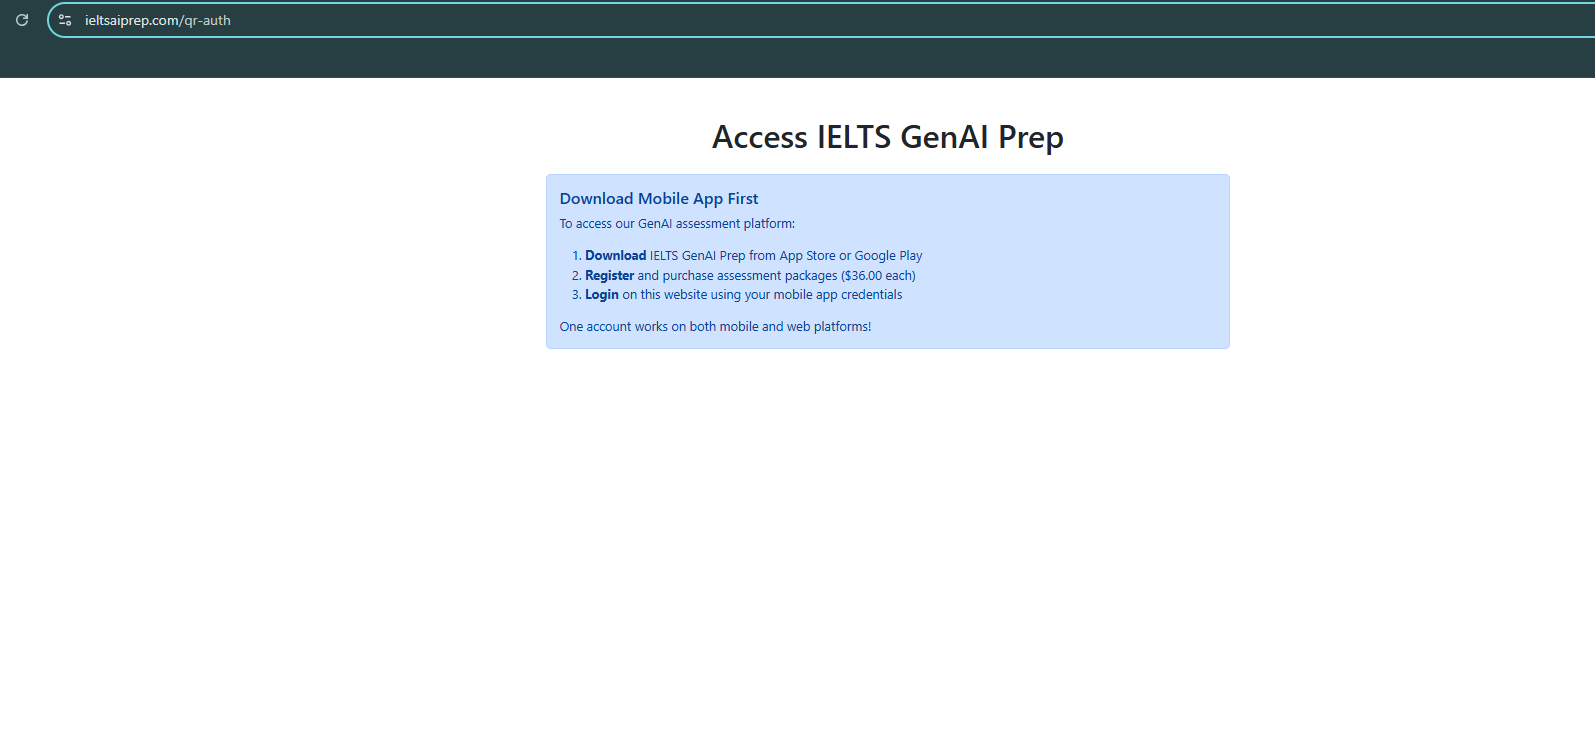 ieltsaiprep.com/qr-auth
Access IELTS GenAI Prep
Download Mobile App First
To access our GenAI assessment platform:
1. Download IELTS GenAI Prep from App Store or Google Play
2. Register and purchase assessment packages ($36.00 each)
3. Login on this website using your mobile app credentials
One account works on both mobile and web platforms!